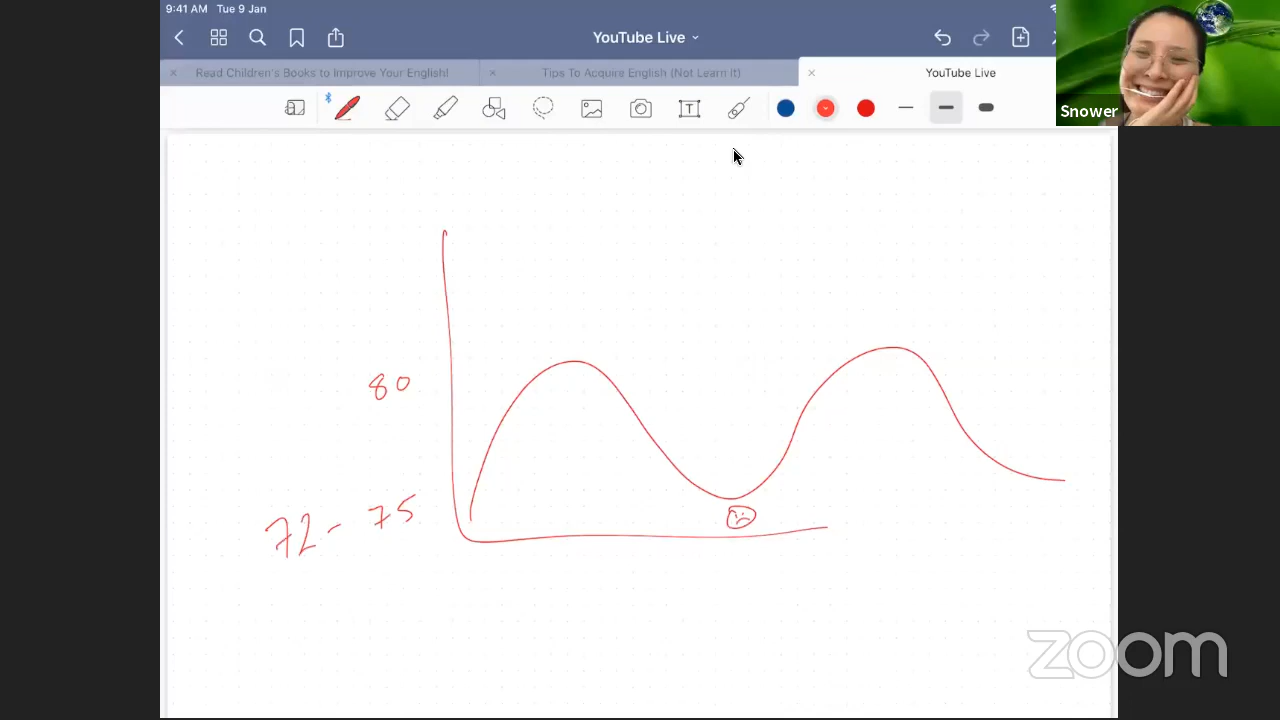 9:41 AM Tue 9 Jan
YouTube Live
Read Children's Books to Improve Your English!
Tips To Acquire English (Not Learn It)
YouTube Live
Snower
80
72 - 75
zoom